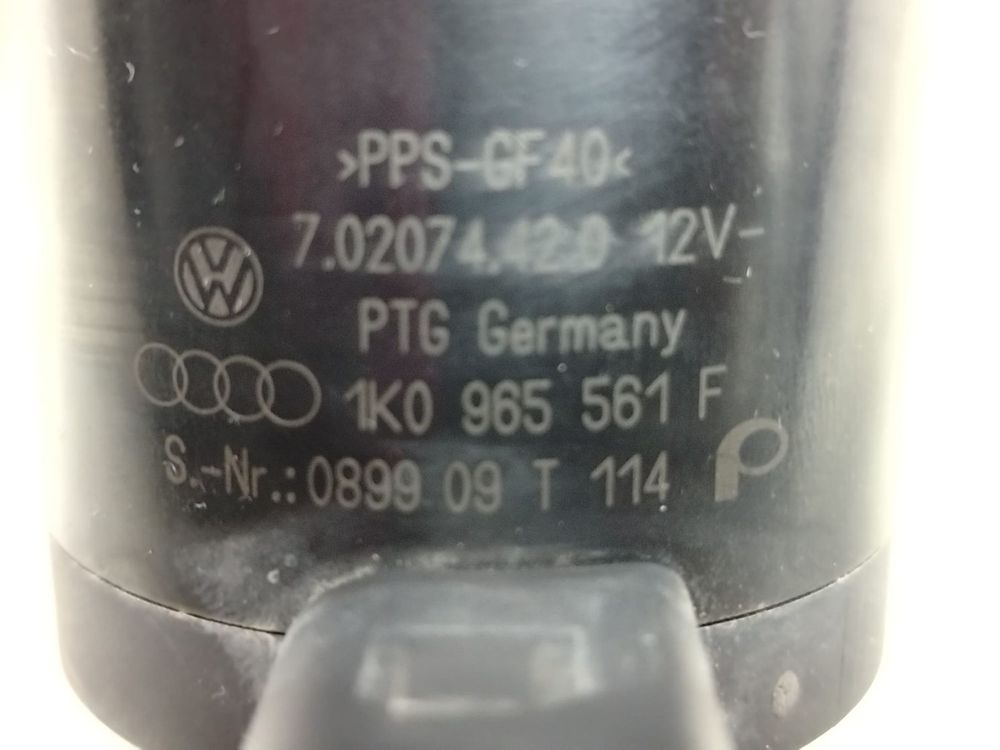 >PPS-GF40<
7.02074.42.0 12V-
PTG Germany
1K0 965 561 F
S.-Nr.:0899 09 T 114